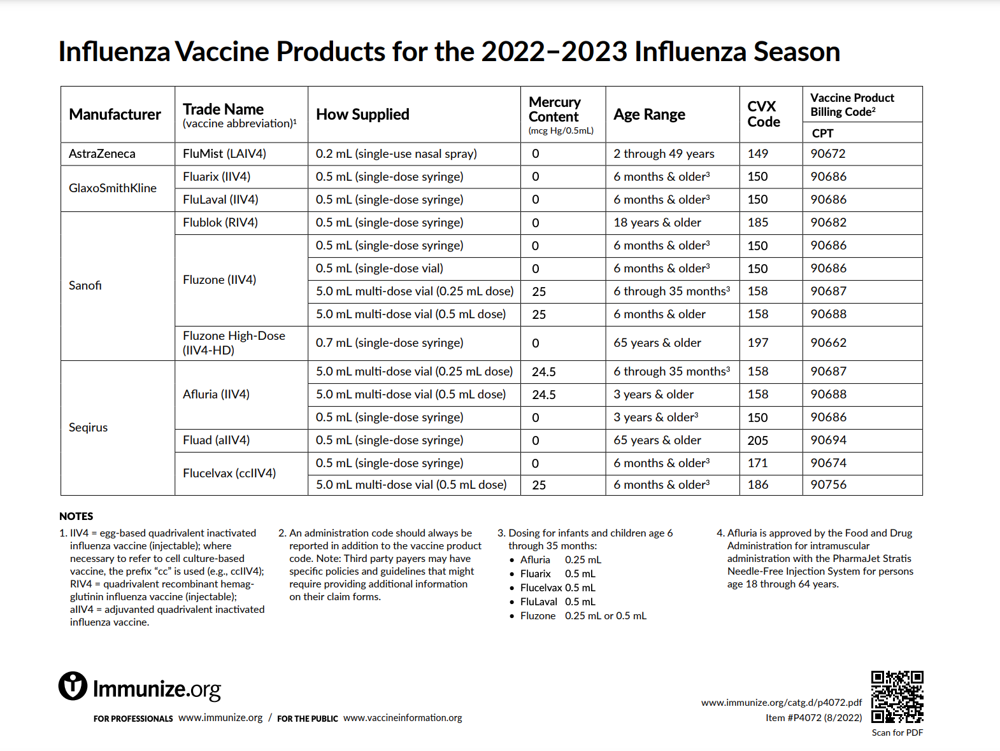 Influenza Vaccine Products for the 2022–2023 Influenza Season
Manufacturer Trade Name (vaccine abbreviation)¹ How Supplied Mercury Content (mcg Hg/0.5mL) Age Range CVX Code Vaccine Product Billing Code² CPT
AstraZeneca FluMist (LAIV4) 0.2 mL (single-use nasal spray) 0 2 through 49 years 149 90672
GlaxoSmithKline Fluarix (IIV4) 0.5 mL (single-dose syringe) 0 6 months & older³ 150 90686
FluLaval (IIV4) 0.5 mL (single-dose syringe) 0 6 months & older³ 150 90686
Sanofi Flublok (RIV4) 0.5 mL (single-dose syringe) 0 18 years & older 185 90682
Fluzone (IIV4) 0.5 mL (single-dose syringe) 0 6 months & older³ 150 90686
0.5 mL (single-dose vial) 0 6 months & older³ 150 90686
5.0 mL multi-dose vial (0.25 mL dose) 25 6 through 35 months³ 158 90687
5.0 mL multi-dose vial (0.5 mL dose) 25 6 months & older 158 90688
Fluzone High-Dose (IIV4-HD) 0.7 mL (single-dose syringe) 0 65 years & older 197 90662
Seqirus Afluria (IIV4) 5.0 mL multi-dose vial (0.25 mL dose) 24.5 6 through 35 months³ 158 90687
5.0 mL multi-dose vial (0.5 mL dose) 24.5 3 years & older 158 90688
0.5 mL (single-dose syringe) 0 3 years & older³ 150 90686
Fluad (aIIV4) 0.5 mL (single-dose syringe) 0 65 years & older 205 90694
Flucelvax (ccIIV4) 0.5 mL (single-dose syringe) 0 6 months & older³ 171 90674
5.0 mL multi-dose vial (0.5 mL dose) 25 6 months & older³ 186 90756
NOTES
1. IIV4 = egg-based quadrivalent inactivated
influenza vaccine (injectable); where
necessary to refer to cell culture-based
vaccine, the prefix “cc” is used (e.g., ccIIV4);
RIV4 = quadrivalent recombinant hemag-
glutinin influenza vaccine (injectable);
aIIV4 = adjuvanted quadrivalent inactivated
influenza vaccine.
2. An administration code should always be
reported in addition to the vaccine product
code. Note: Third party payers may have
specific policies and guidelines that might
require providing additional information
on their claim forms.
3. Dosing for infants and children age 6
through 35 months:
• Afluria 0.25 mL
• Fluarix 0.5 mL
• Flucelvax 0.5 mL
• FluLaval 0.5 mL
• Fluzone 0.25 mL or 0.5 mL
4. Afluria is approved by the Food and Drug
Administration for intramuscular
administration with the PharmaJet Stratis
Needle-Free Injection System for persons
age 18 through 64 years.
Immunize.org
FOR PROFESSIONALS www.immunize.org / FOR THE PUBLIC www.vaccineinformation.org
www.immunize.org/catg.d/p4072.pdf
Item #P4072 (8/2022)
Scan for PDF